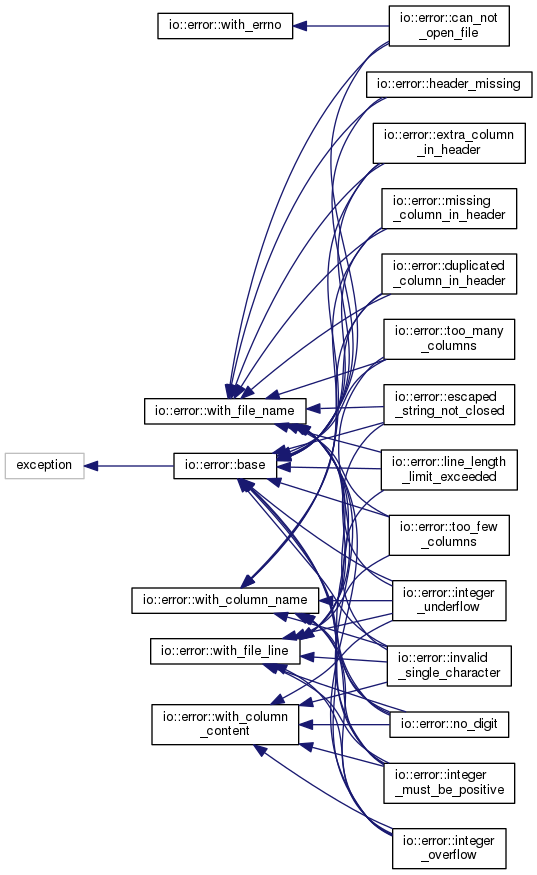 io::error::with_errno
io::error::can_not
_open_file
io::error::header_missing
io::error::extra_column
_in_header
io::error::missing
_column_in_header
io::error::duplicated
_column_in_header
io::error::too_many
_columns
io::error::with_file_name
io::error::escaped
_string_not_closed
exception
io::error::base
io::error::line_length
_limit_exceeded
io::error::too_few
_columns
io::error::with_column_name
io::error::integer
_underflow
io::error::with_file_line
io::error::invalid
_single_character
io::error::with_column
_content
io::error::no_digit
io::error::integer
_must_be_positive
io::error::integer
_overflow